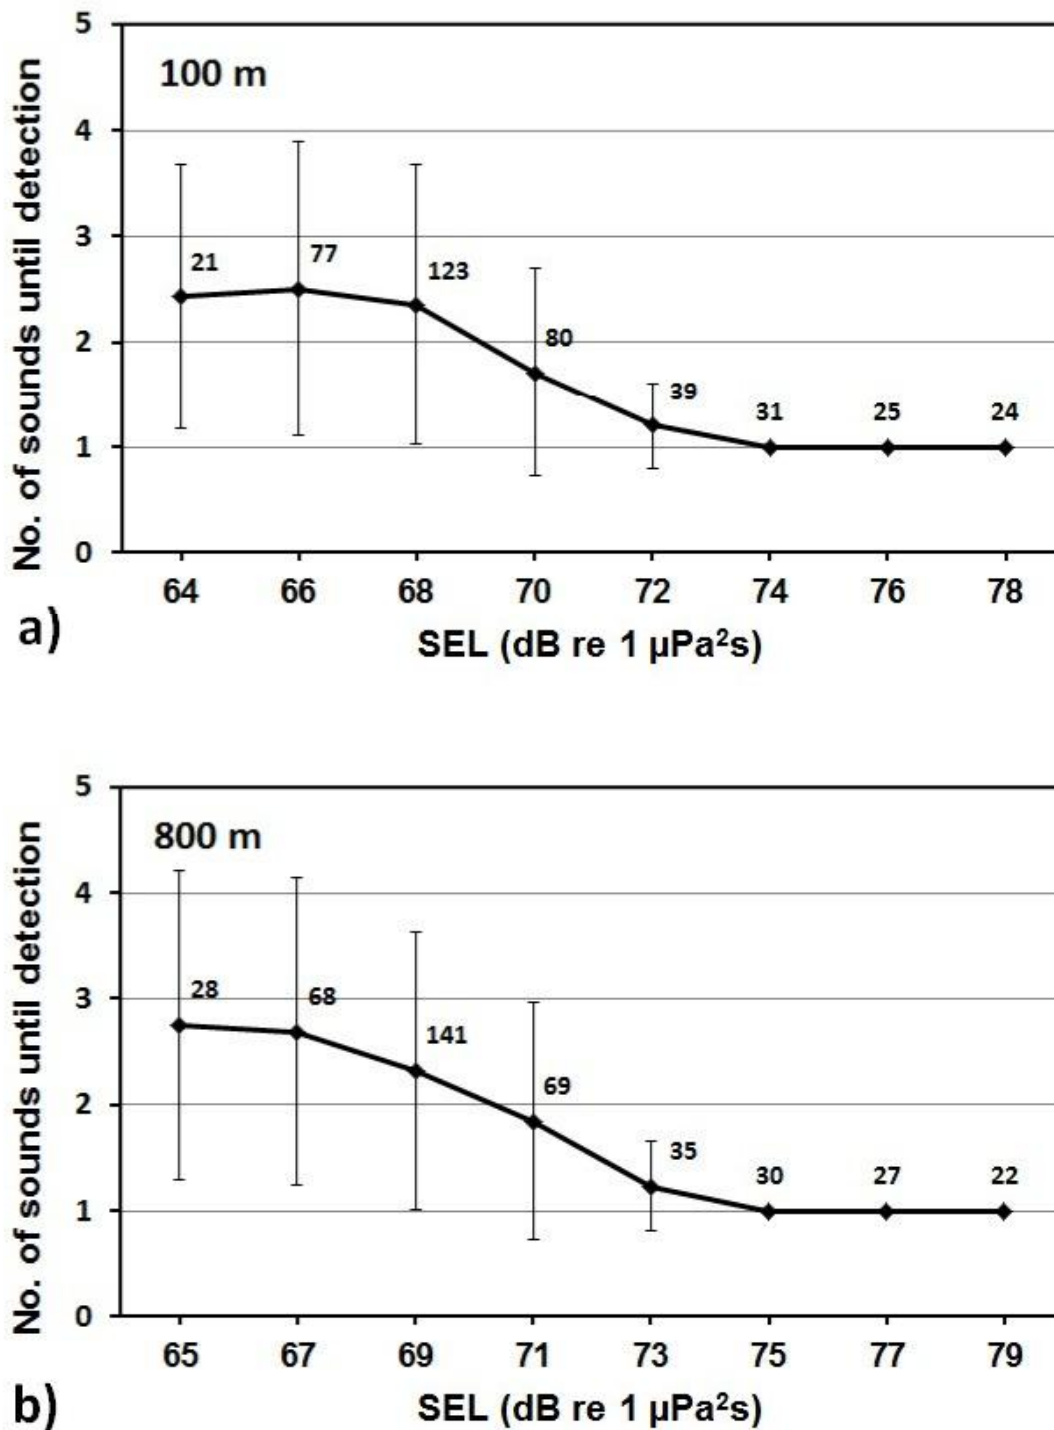 5
100 m
4
3
2
1
0
No. of sounds until detection
21
77
123
80
39
31
25
24
64 66 68 70 72 74 76 78
a)
SEL (dB re 1 µPa²s)
5
800 m
4
3
2
1
0
No. of sounds until detection
28
68
141
69
35
30
27
22
65 67 69 71 73 75 77 79
b)
SEL (dB re 1 µPa²s)